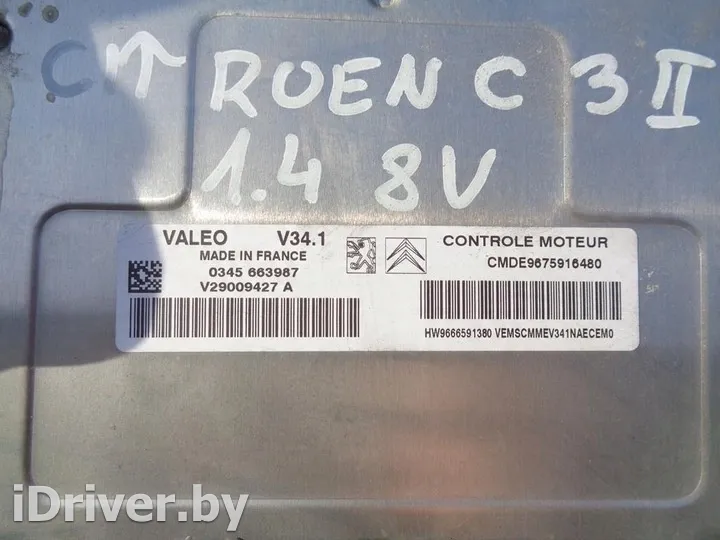 CITROEN C 3 II
1.4 8V
VALEO V34.1
MADE IN FRANCE
0345 663987
V29009427 A
CONTROLE MOTEUR
CMDE9675916480
HW9666591380 VEMSCMMEV341NAECEM0
iDriver.by